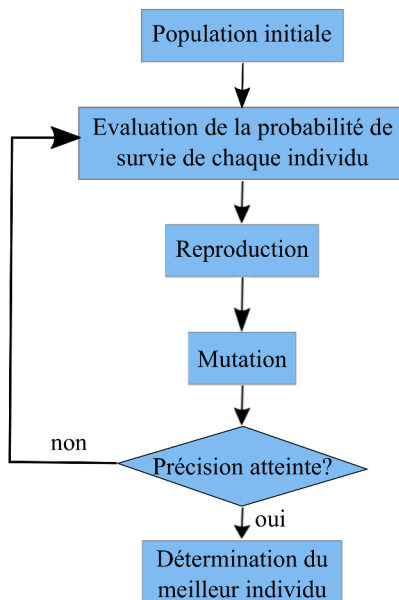 Population initiale
Evaluation de la probabilité de
survie de chaque individu
Reproduction
Mutation
non
Précision atteinte?
oui
Détermination du
meilleur individu